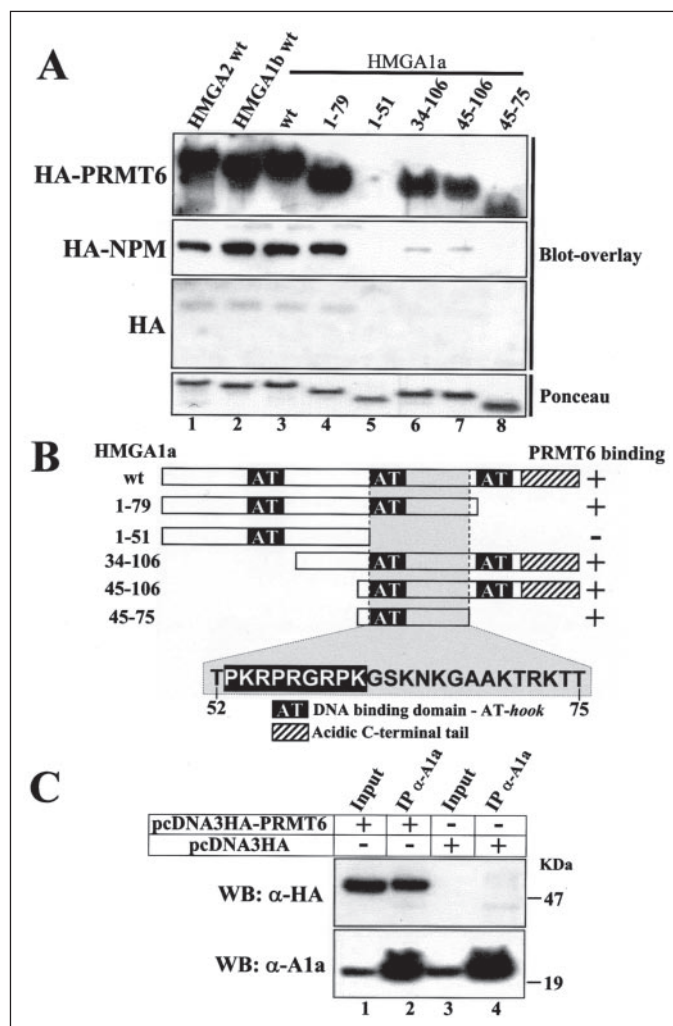 A
HMGA1a
HMGA2 wt
HMGA1b wt
wt
1-79
1-51
34-106
45-106
45-75
HA-PRMT6
HA-NPM
HA
Blot-overlay
Ponceau
1 2 3 4 5 6 7 8
B
HMGA1a PRMT6 binding
wt AT AT AT +
1-79 AT AT +
1-51 AT -
34-106 AT AT +
45-106 AT AT +
45-75 AT +
TPKRPRGRPKGSKNKGAAKTRKTT
52 75
AT DNA binding domain - AT-hook
Acidic C-terminal tail
C
Input
IP α-A1a
Input
IP α-A1a
pcDNA3HA-PRMT6 + + - -
pcDNA3HA - - + +
KDa
WB: α-HA
47
WB: α-A1a
19
1 2 3 4